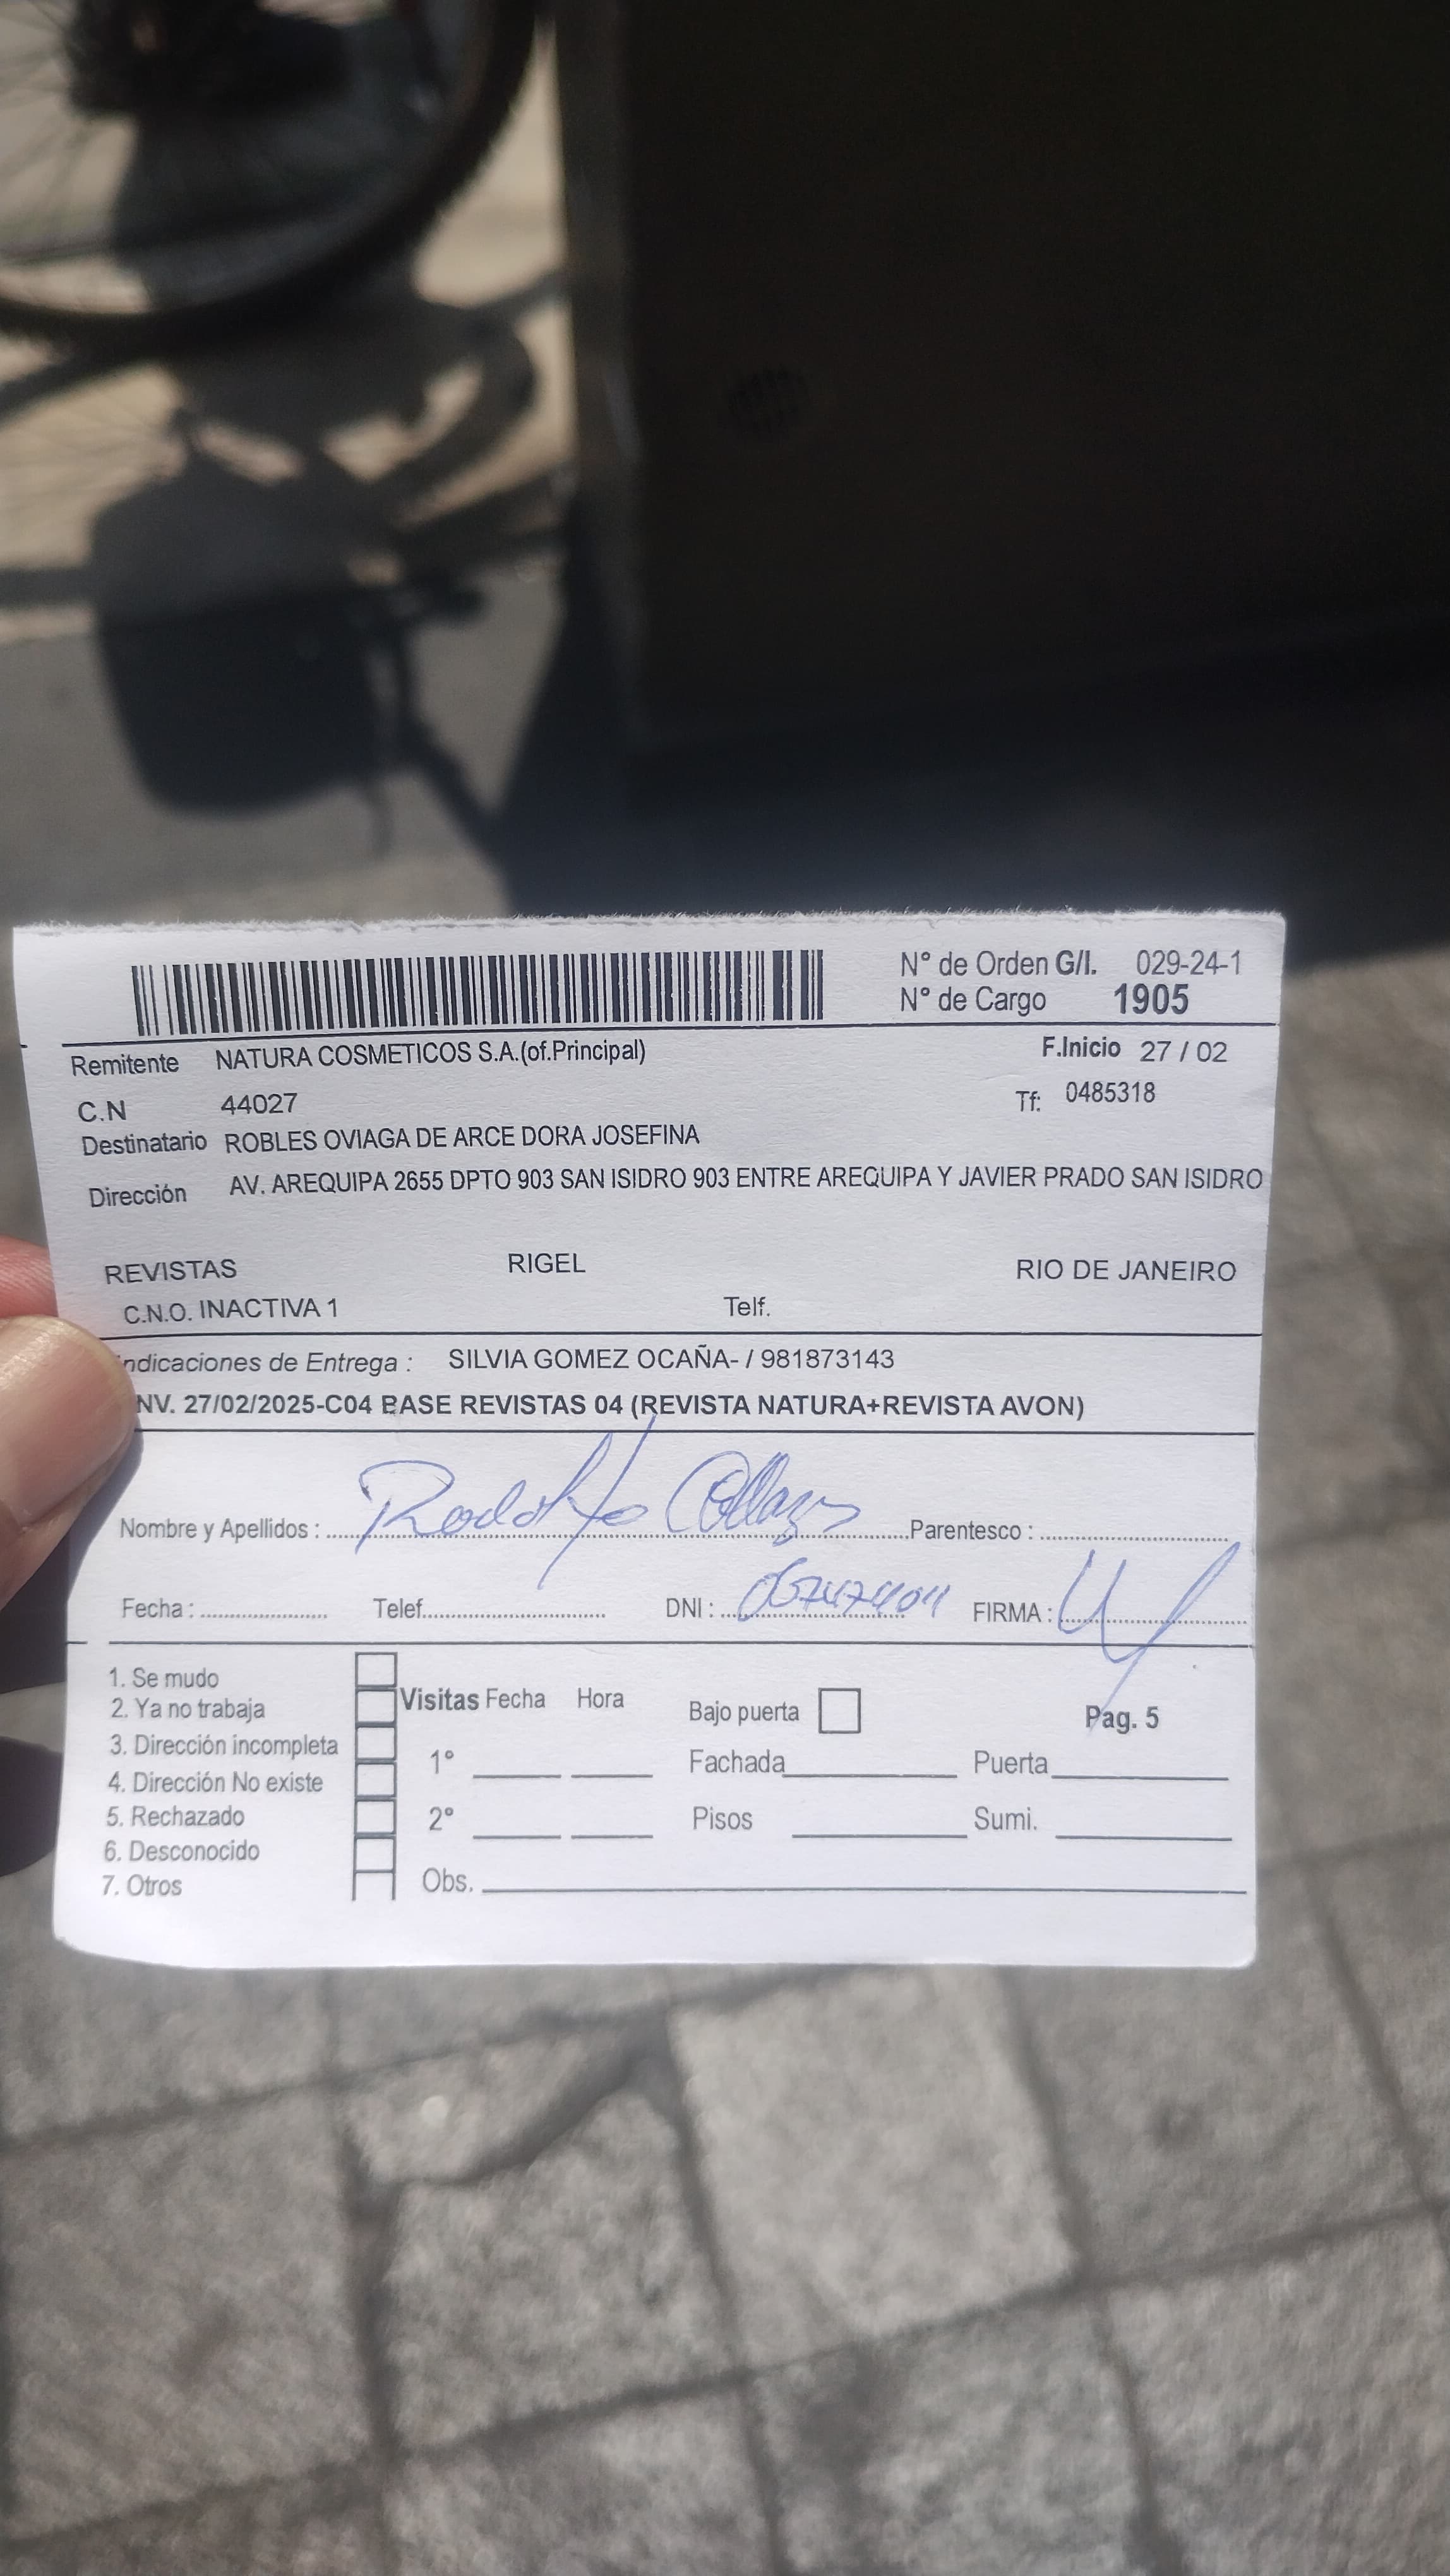 N° de Orden G/I. 029-24-1
N° de Cargo 1905
Remitente NATURA COSMETICOS S.A.(of.Principal) F.Inicio 27 / 02
C.N 44027 Tf: 0485318
Destinatario ROBLES OVIAGA DE ARCE DORA JOSEFINA
Dirección AV. AREQUIPA 2655 DPTO 903 SAN ISIDRO 903 ENTRE AREQUIPA Y JAVIER PRADO SAN ISIDRO
REVISTAS RIGEL RIO DE JANEIRO
C.N.O. INACTIVA 1 Telf.
ndicaciones de Entrega : SILVIA GOMEZ OCAÑA- / 981873143
NV. 27/02/2025-C04 BASE REVISTAS 04 (REVISTA NATURA+REVISTA AVON)
Nombre y Apellidos : Rodolfo Collazos Parentesco :
Fecha : Telef. DNI : FIRMA :
1. Se mudo
2. Ya no trabaja Visitas Fecha Hora Bajo puerta Pag. 5
3. Dirección incompleta 1° Fachada Puerta
4. Dirección No existe
5. Rechazado 2° Pisos Sumi.
6. Desconocido
7. Otros Obs.